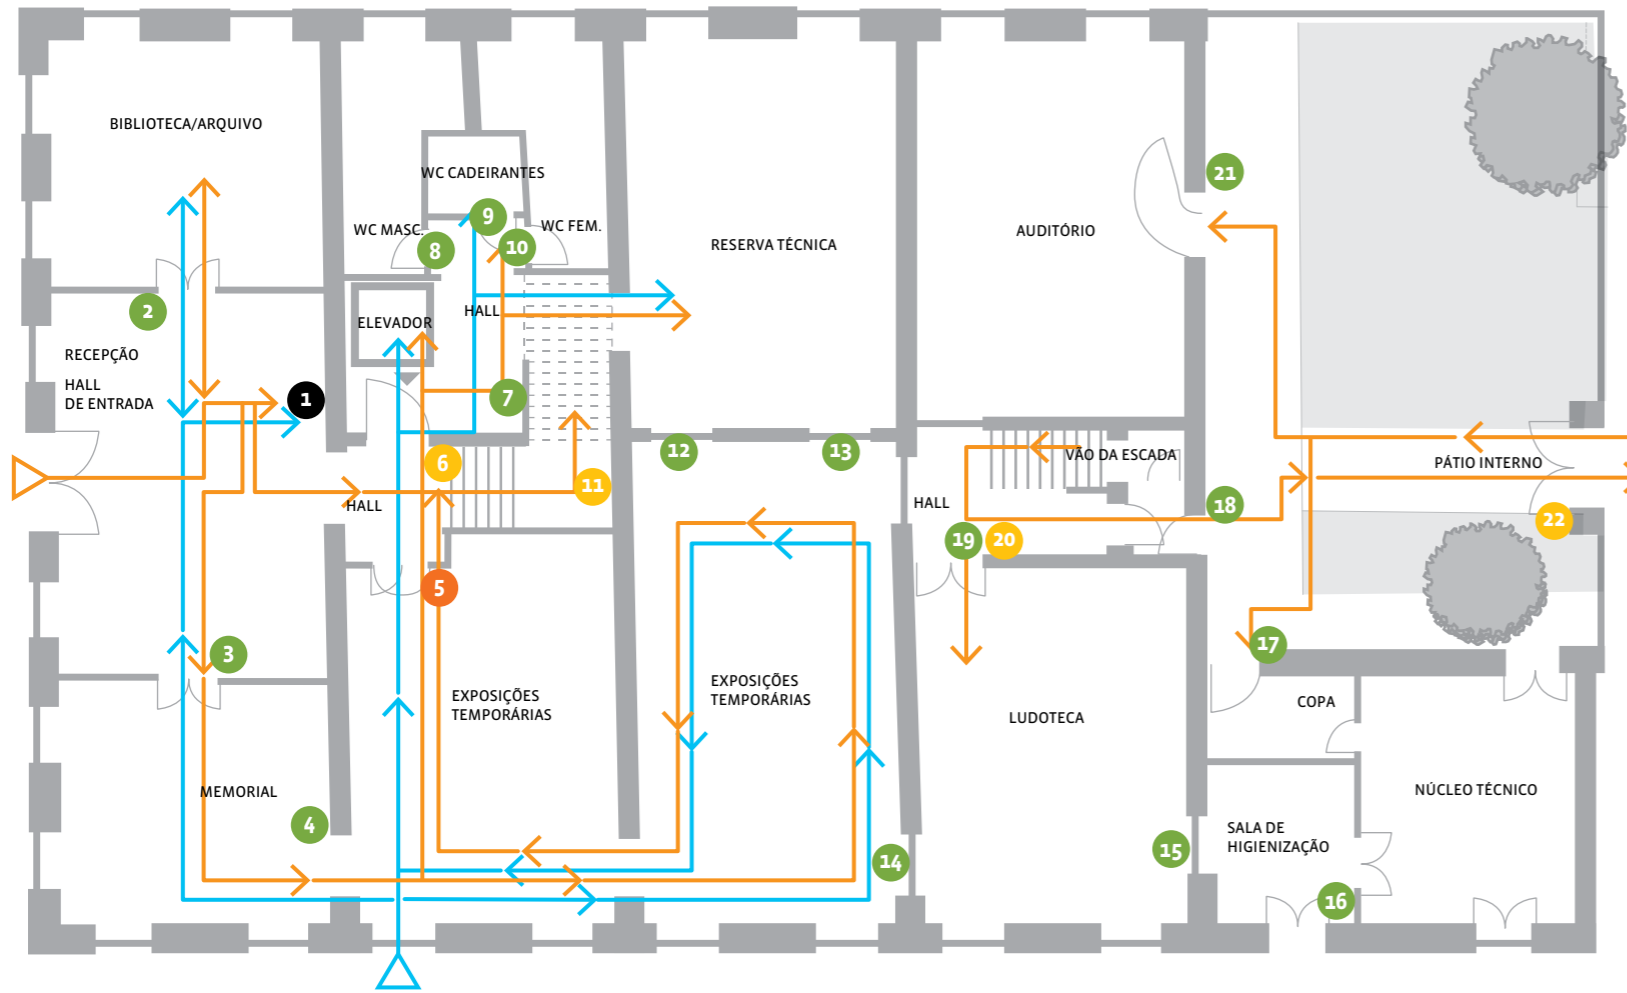 BIBLIOTECA/ARQUIVO
2
RECEPÇÃO
HALL
DE ENTRADA
1
3
MEMORIAL
4
WC CADEIRANTES
WC MASC.
8
9
10
WC FEM.
ELEVADOR
HALL
7
6
11
HALL
5
EXPOSIÇÕES
TEMPORÁRIAS
RESERVA TÉCNICA
12
13
EXPOSIÇÕES
TEMPORÁRIAS
14
AUDITÓRIO
21
VÃO DA ESCADA
HALL
18
19
20
LUDOTECA
15
PÁTIO INTERNO
22
17
COPA
NÚCLEO TÉCNICO
SALA DE
HIGIENIZAÇÃO
16